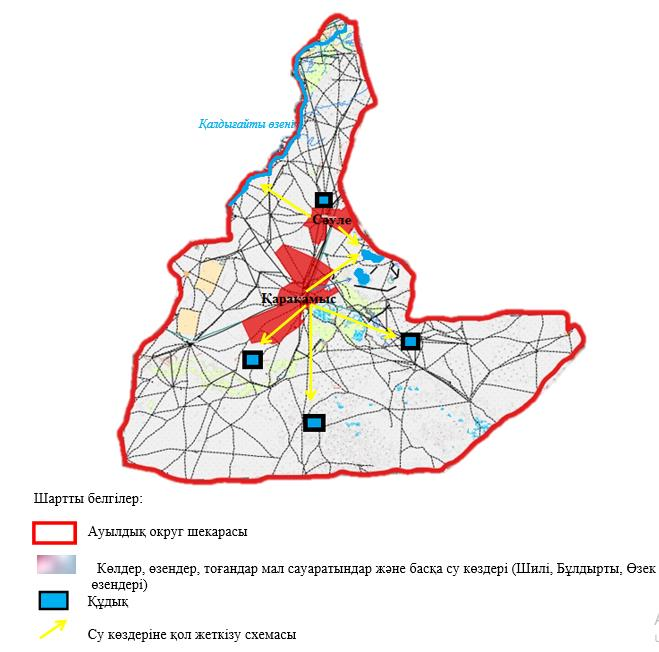 Қалдығайты өзені
Сәуле
Қарақамыс
Шартты белгілер:
Ауылдық округ шекарасы
Көлдер, өзендер, тоғандар мал сауаратындар және басқа су көздері (Шилі, Бұлдырты, Өзек
өзендері)
Құдық
Су көздеріне қол жеткізу схемасы